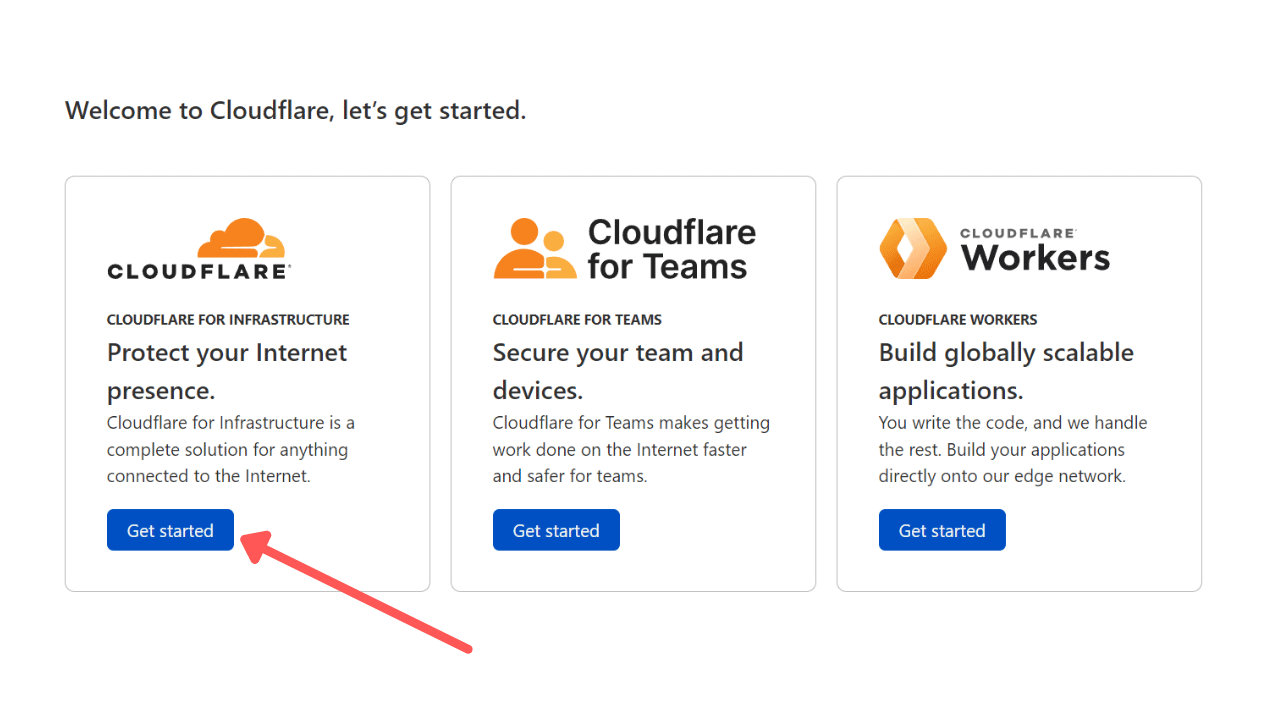 Welcome to Cloudflare, let’s get started.
CLOUDFLARE
CLOUDFLARE FOR INFRASTRUCTURE
Protect your Internet
presence.
Cloudflare for Infrastructure is a
complete solution for anything
connected to the Internet.
Get started
Cloudflare
for Teams
CLOUDFLARE FOR TEAMS
Secure your team and
devices.
Cloudflare for Teams makes getting
work done on the Internet faster
and safer for teams.
Get started
CLOUDFLARE
Workers
CLOUDFLARE WORKERS
Build globally scalable
applications.
You write the code, and we handle
the rest. Build your applications
directly onto our edge network.
Get started